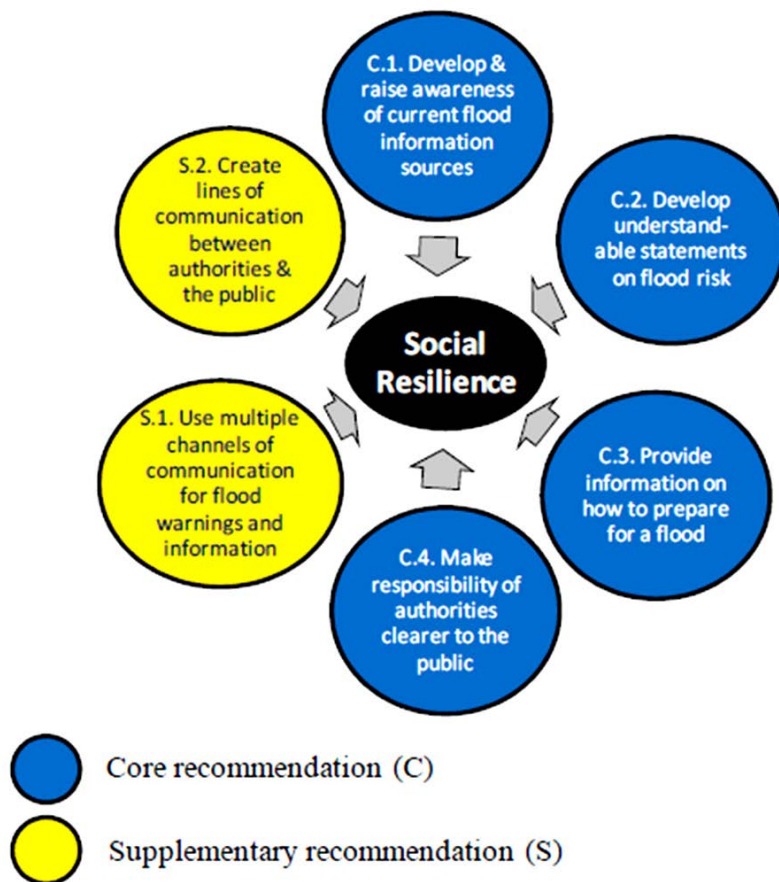 C.1. Develop &
raise awareness
of current flood
information
sources
S.2. Create
lines of
communication
between
authorities &
the public
C.2. Develop
understand-
able statements
on flood risk
Social
Resilience
S.1. Use multiple
channels of
communication
for flood
warnings and
information
C.3. Provide
information on
how to prepare
for a flood
C.4. Make
responsibility of
authorities
clearer to the
public
Core recommendation (C)
Supplementary recommendation (S)